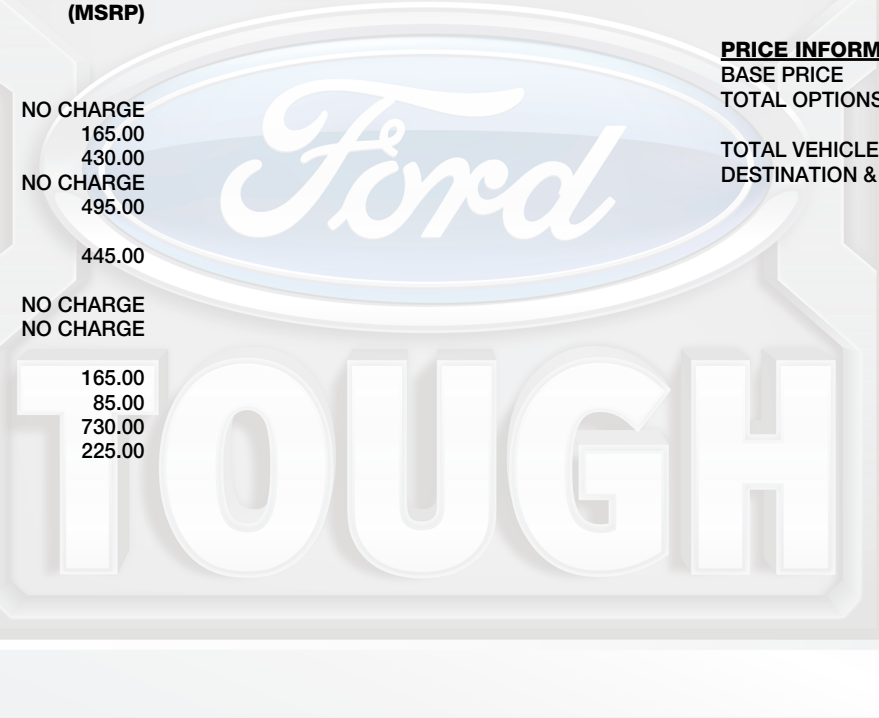 (MSRP)
NO CHARGE
165.00
430.00
NO CHARGE
495.00
445.00
NO CHARGE
NO CHARGE
165.00
85.00
730.00
225.00
PRICE INFORM
BASE PRICE
TOTAL OPTIONS
TOTAL VEHICLE
DESTINATION &
Ford
TOUGH